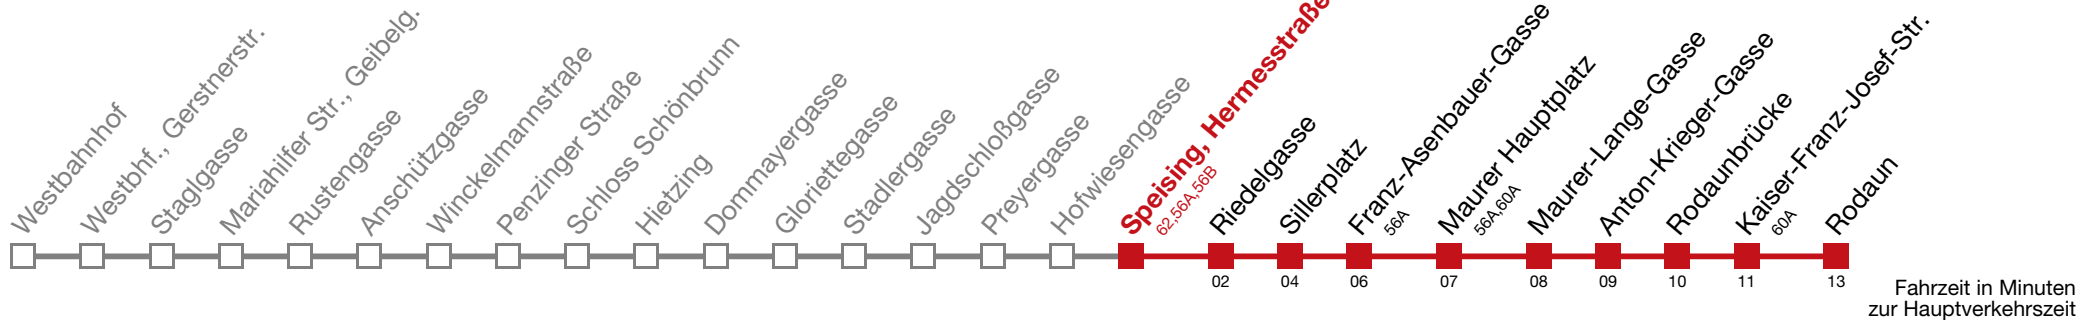 Westbahnhof
Westbhf., Gerstnerstr.
Staglgasse
Mariahilfer Str., Geibelg.
Rustengasse
Anschützgasse
Winckelmannstraße
Penzinger Straße
Schloss Schönbrunn
Hietzing
Dommayergasse
Gloriettegasse
Stadlergasse
Jagdschloßgasse
Preyergasse
Hofwiesengasse
Speising, Hermesstraße
62,56A,56B
Riedelgasse
02
Sillerplatz
04
Franz-Asenbauer-Gasse
56A
06
Maurer Hauptplatz
56A,60A
07
Maurer-Lange-Gasse
08
Anton-Krieger-Gasse
09
Rodaunbrücke
10
Kaiser-Franz-Josef-Str.
60A
11
Rodaun
13
Fahrzeit in Minuten
zur Hauptverkehrszeit